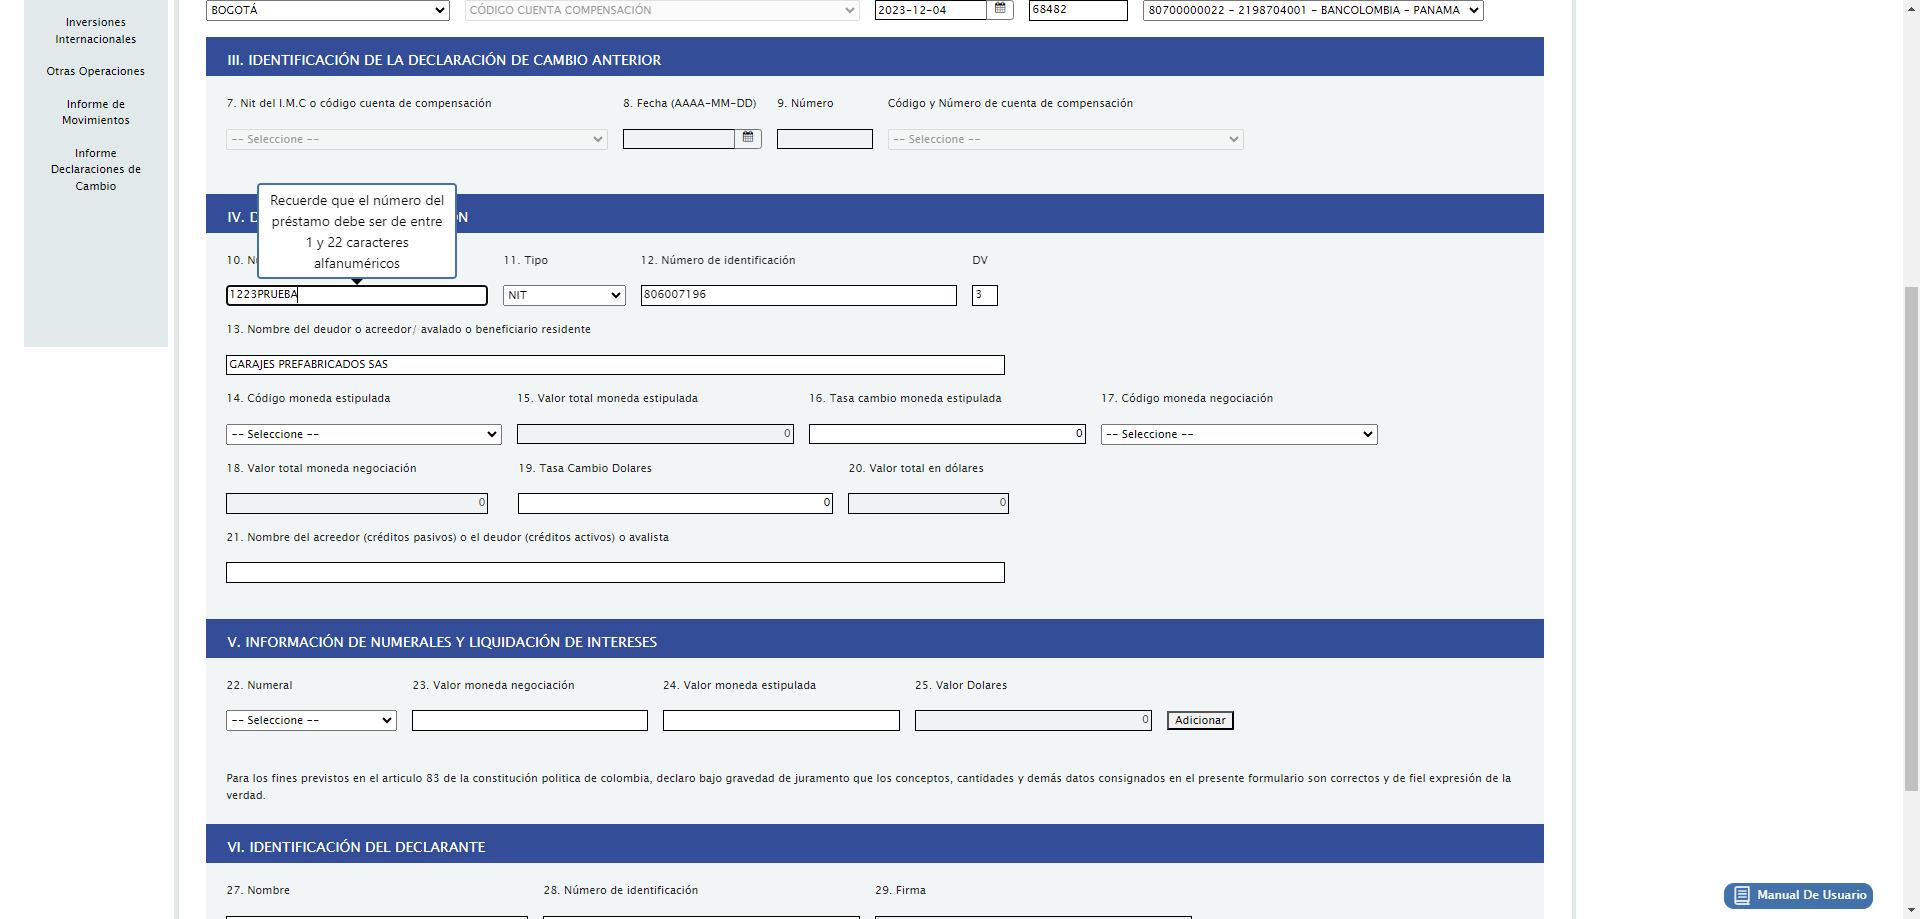 BOGOTÁ
CÓDIGO CUENTA COMPENSACIÓN
2023-12-04
68482
80700000022 - 2198704001 - BANCOLOMBIA - PANAMA
Inversiones
Internacionales
Otras Operaciones
Informe de
Movimientos
Informe
Declaraciones de
Cambio
III. IDENTIFICACIÓN DE LA DECLARACIÓN DE CAMBIO ANTERIOR
7. Nit del I.M.C o código cuenta de compensación
8. Fecha (AAAA-MM-DD)
9. Número
Código y Número de cuenta de compensación
-- Seleccione --
-- Seleccione --
IV. D
Recuerde que el número del
préstamo debe ser de entre
1 y 22 caracteres
alfanuméricos
10. N
11. Tipo
12. Número de identificación
DV
1223PRUEBA
NIT
806007196
3
13. Nombre del deudor o acreedor/ avalado o beneficiario residente
GARAJES PREFABRICADOS SAS
14. Código moneda estipulada
15. Valor total moneda estipulada
16. Tasa cambio moneda estipulada
17. Código moneda negociación
-- Seleccione --
0
0
-- Seleccione --
18. Valor total moneda negociación
19. Tasa Cambio Dolares
20. Valor total en dólares
0
0
0
21. Nombre del acreedor (créditos pasivos) o el deudor (créditos activos) o avalista
V. INFORMACIÓN DE NUMERALES Y LIQUIDACIÓN DE INTERESES
22. Numeral
23. Valor moneda negociación
24. Valor moneda estipulada
25. Valor Dolares
-- Seleccione --
0
Adicionar
Para los fines previstos en el articulo 83 de la constitución politica de colombia, declaro bajo gravedad de juramento que los conceptos, cantidades y demás datos consignados en el presente formulario son correctos y de fiel expresión de la
verdad.
VI. IDENTIFICACIÓN DEL DECLARANTE
27. Nombre
28. Número de identificación
29. Firma
Manual De Usuario